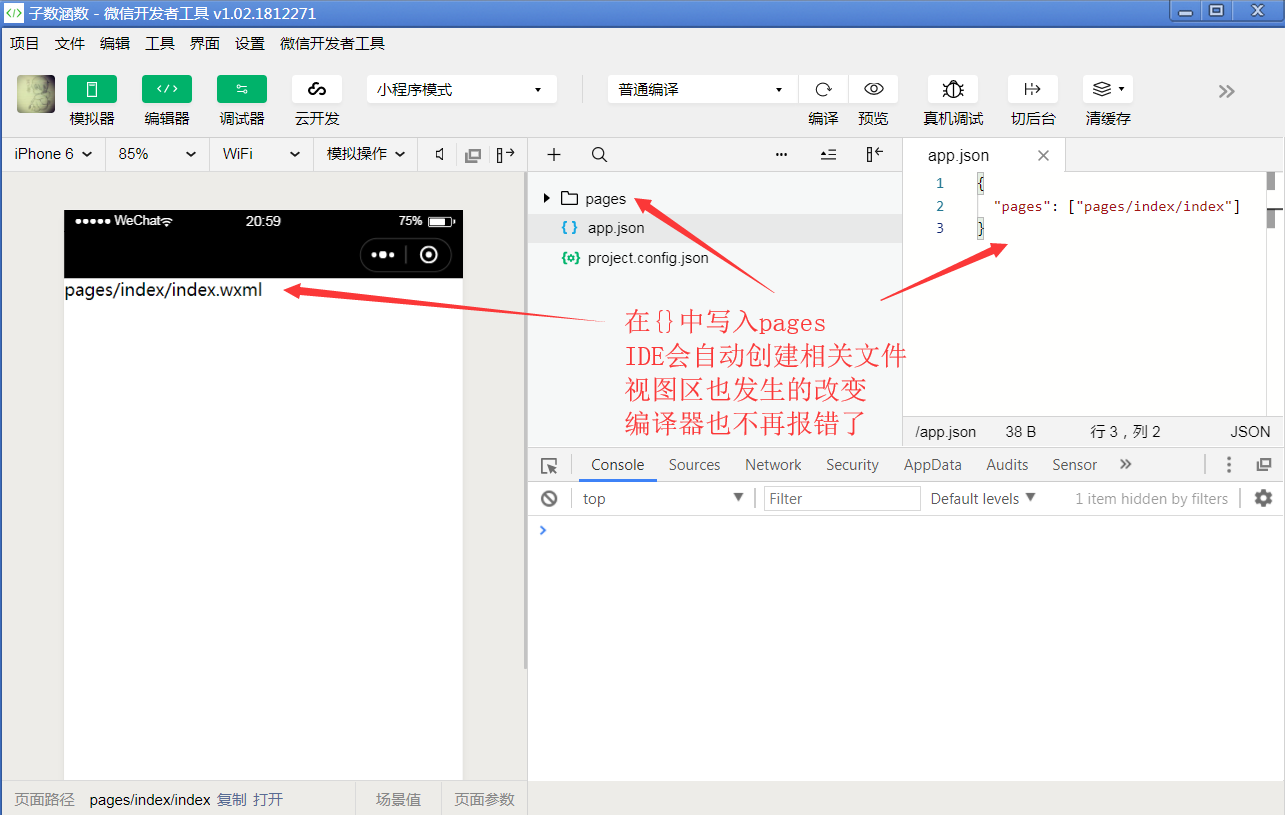 子数涵数 - 微信开发者工具 v1.02.1812271
项目 文件 编辑 工具 界面 设置 微信开发者工具
小程序模式 普通编译
模拟器 编辑器 调试器 云开发 编译 预览 真机调试 切后台 清缓存
iPhone 6 85% WiFi 模拟操作
app.json
pages
app.json
project.config.json
1 {
2 "pages": ["pages/index/index"]
3 }
WeChat 20:59 75%
pages/index/index.wxml
在{}中写入pages
IDE会自动创建相关文件
视图区也发生的改变
编译器也不再报错了
/app.json 38 B 行 3，列 2 JSON
Console Sources Network Security AppData Audits Sensor
top Filter Default levels 1 item hidden by filters
页面路径 pages/index/index 复制 打开 场景值 页面参数